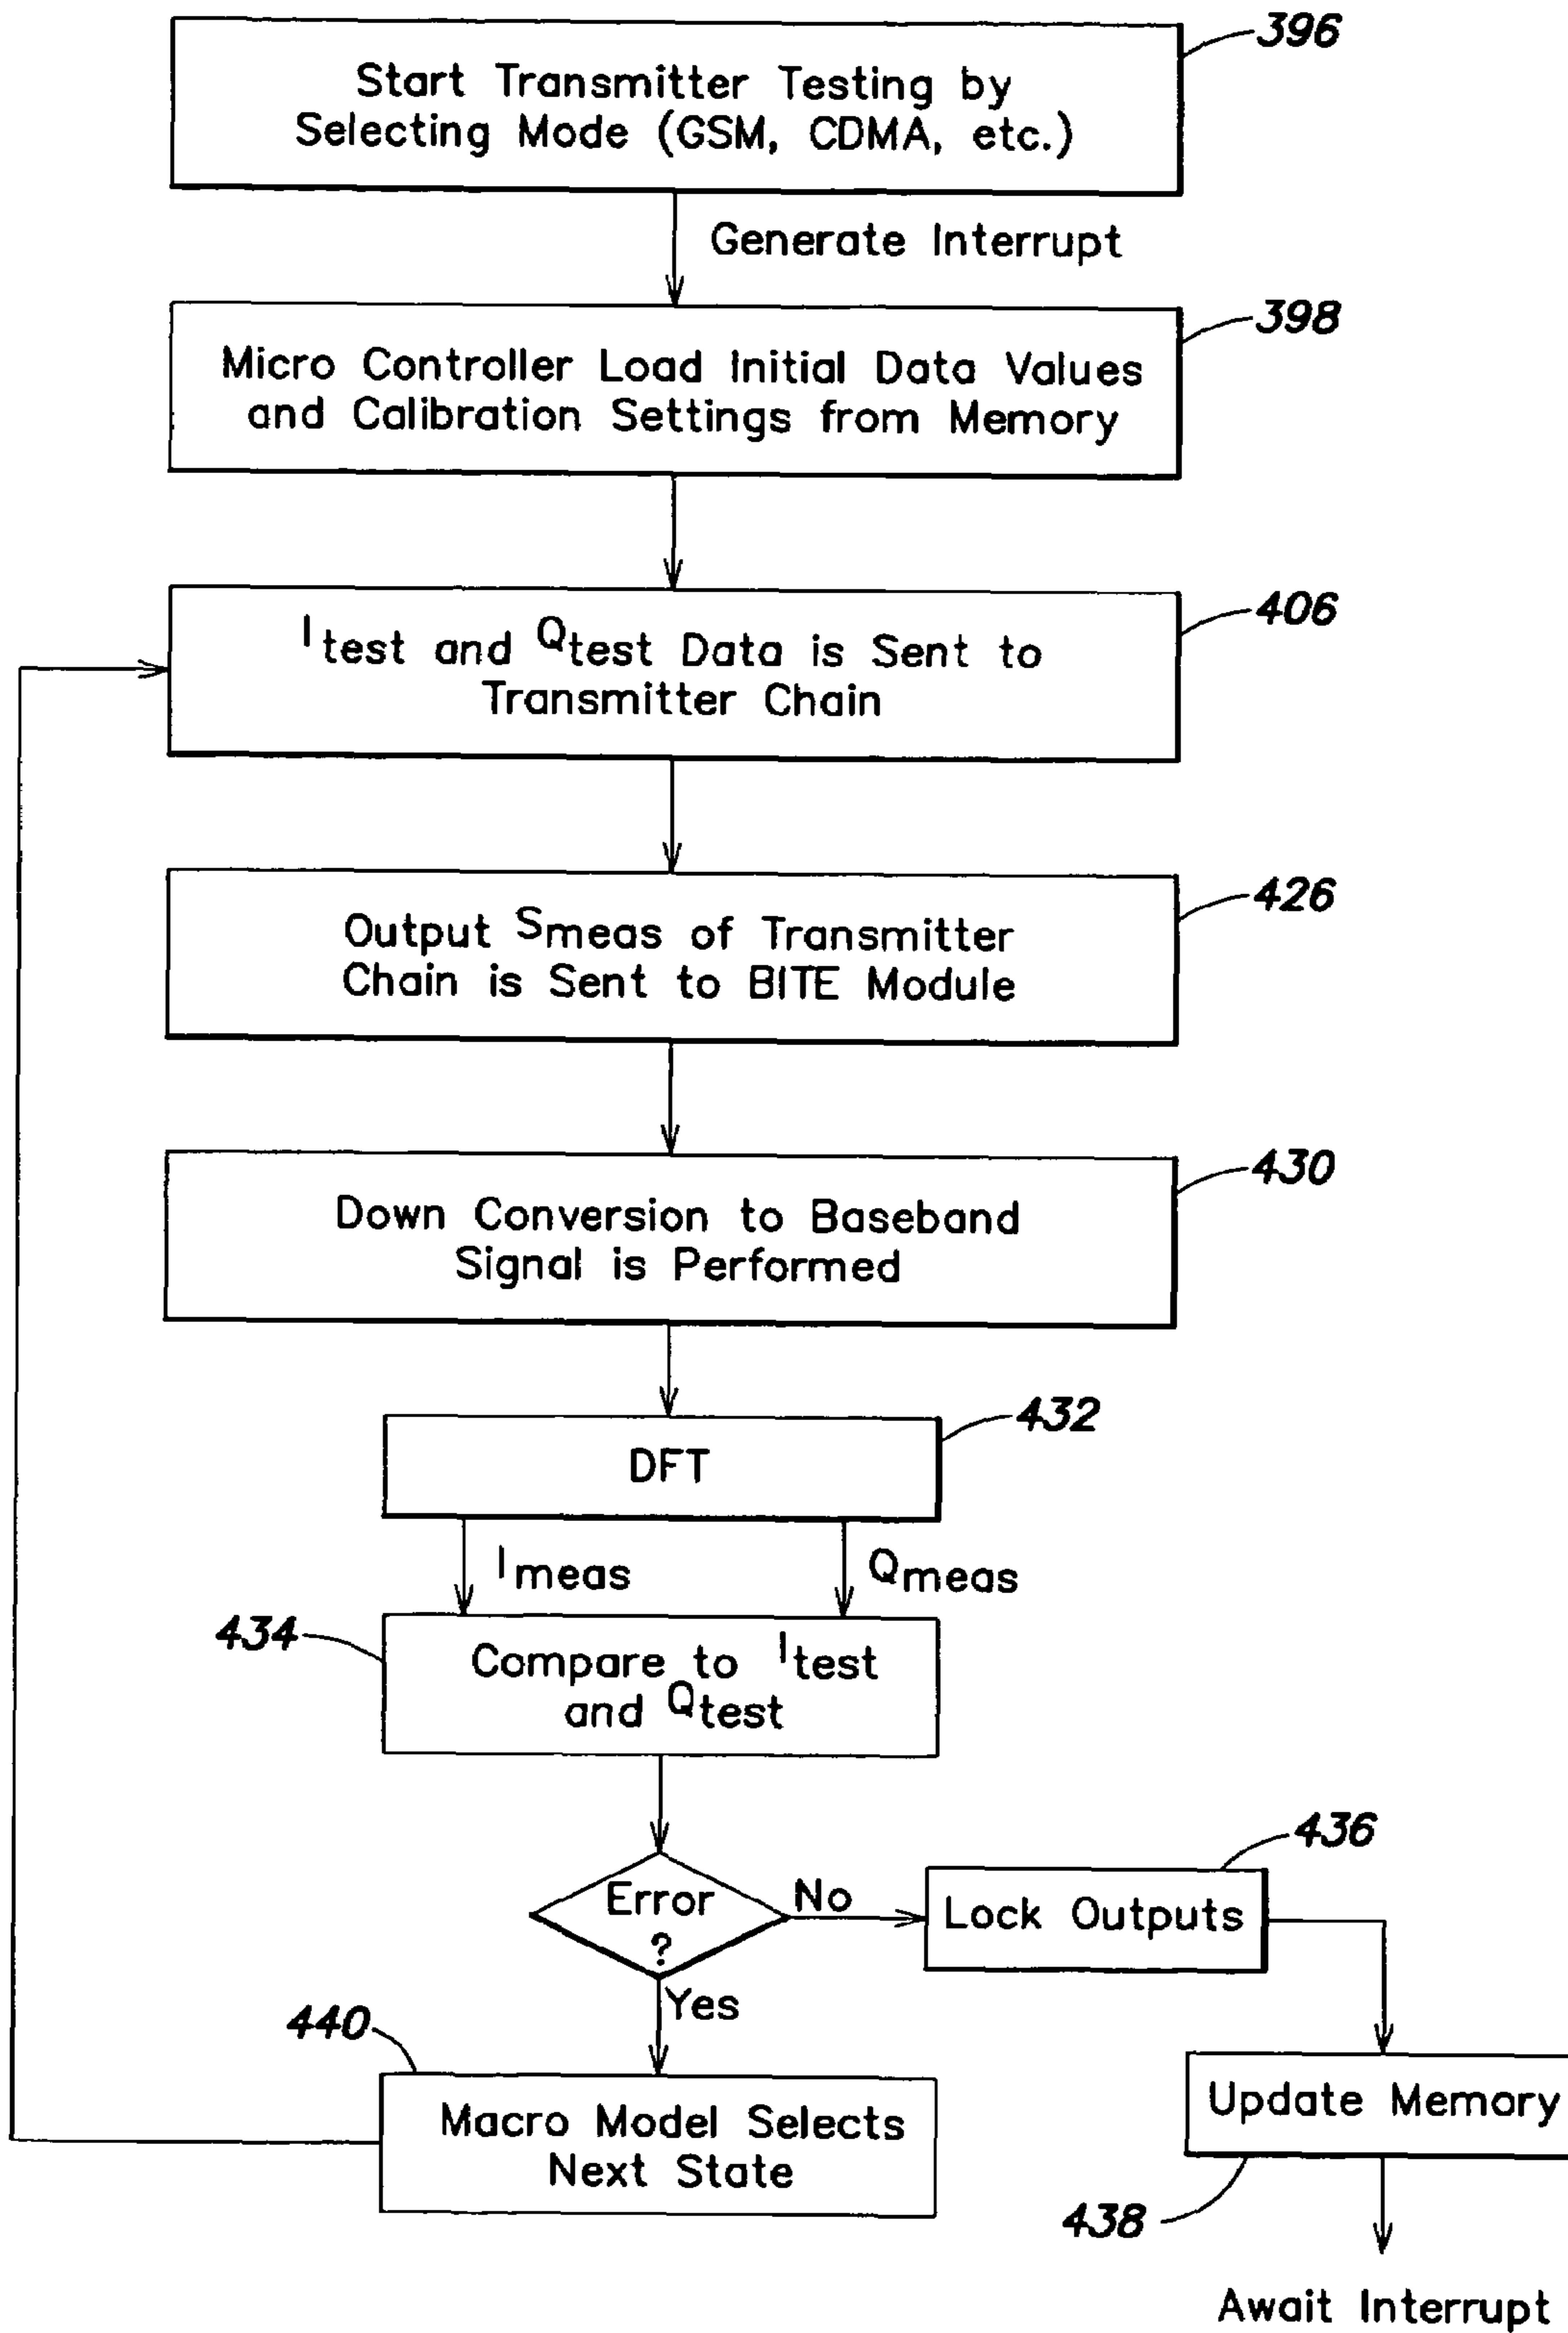 396
Start Transmitter Testing by
Selecting Mode (GSM, CDMA, etc.)
Generate Interrupt
398
Micro Controller Load Initial Data Values
and Calibration Settings from Memory
406
Itest and Qtest Data is Sent to
Transmitter Chain
426
Output Smeas of Transmitter
Chain is Sent to BITE Module
430
Down Conversion to Baseband
Signal is Performed
432
DFT
Imeas Qmeas
434
Compare to Itest
and Qtest
436
Error
?
No
Lock Outputs
Yes
440
Macro Model Selects
Next State
Update Memory
438
Await Interrupt